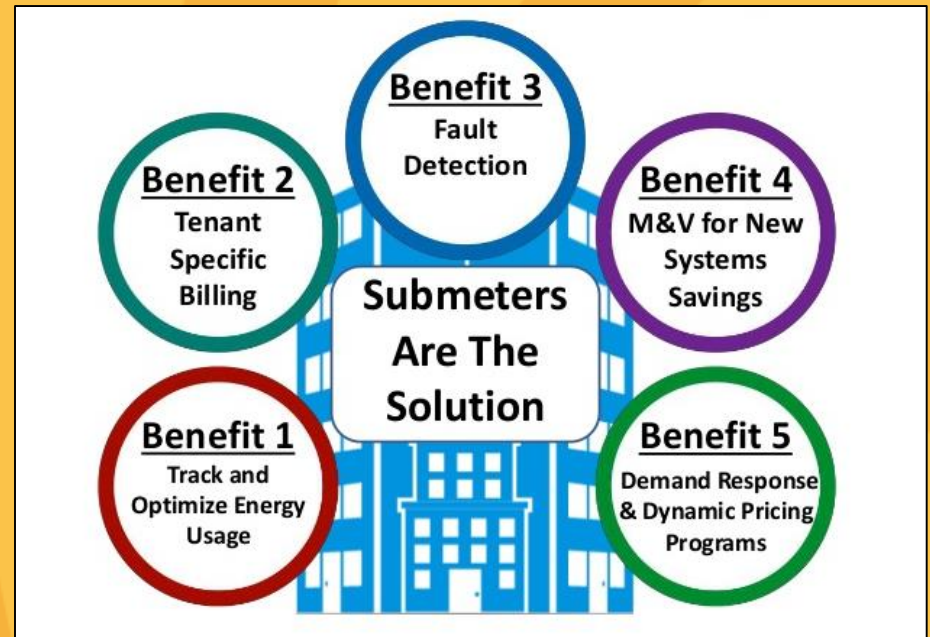 Benefit 3
Fault
Detection
Benefit 2
Tenant
Specific
Billing
Benefit 4
M&V for New
Systems
Savings
Submeters
Are The
Solution
Benefit 1
Track and
Optimize Energy
Usage
Benefit 5
Demand Response
& Dynamic Pricing
Programs